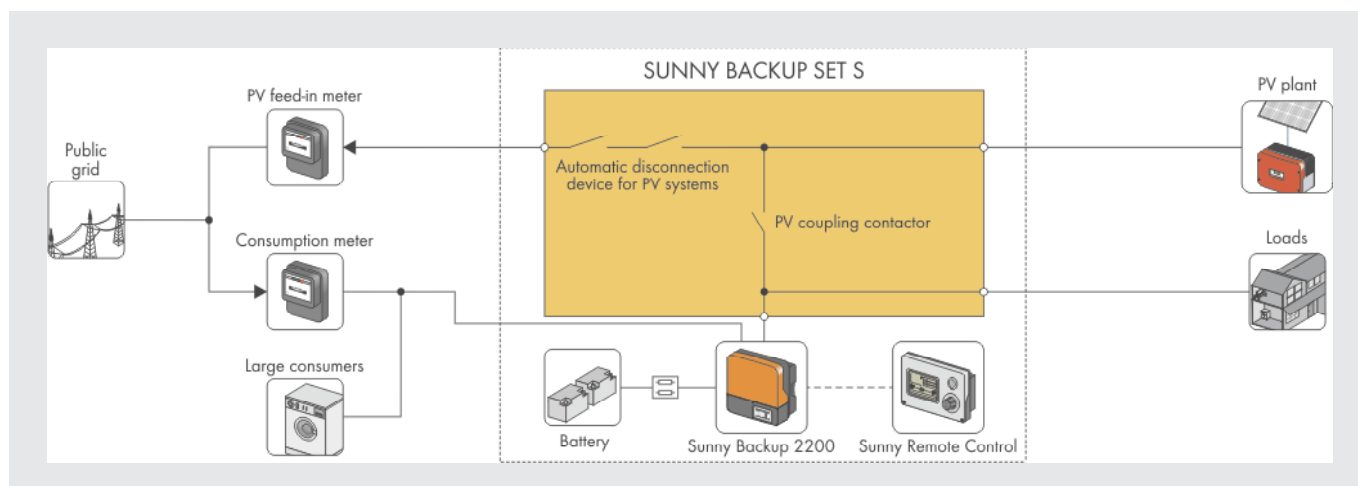 SUNNY BACKUP SET S
PV feed-in meter
PV plant
Public
grid
Automatic disconnection
device for PV systems
PV coupling contactor
Consumption meter
Loads
Large consumers
Battery
Sunny Backup 2200
Sunny Remote Control